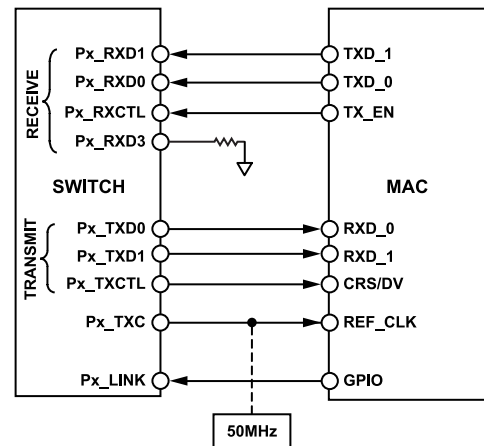 RECEIVE
Px_RXD1
Px_RXD0
Px_RXCTL
Px_RXD3
SWITCH
TRANSMIT
Px_TXD0
Px_TXD1
Px_TXCTL
Px_TXC
Px_LINK
TXD_1
TXD_0
TX_EN
MAC
RXD_0
RXD_1
CRS/DV
REF_CLK
GPIO
50MHz